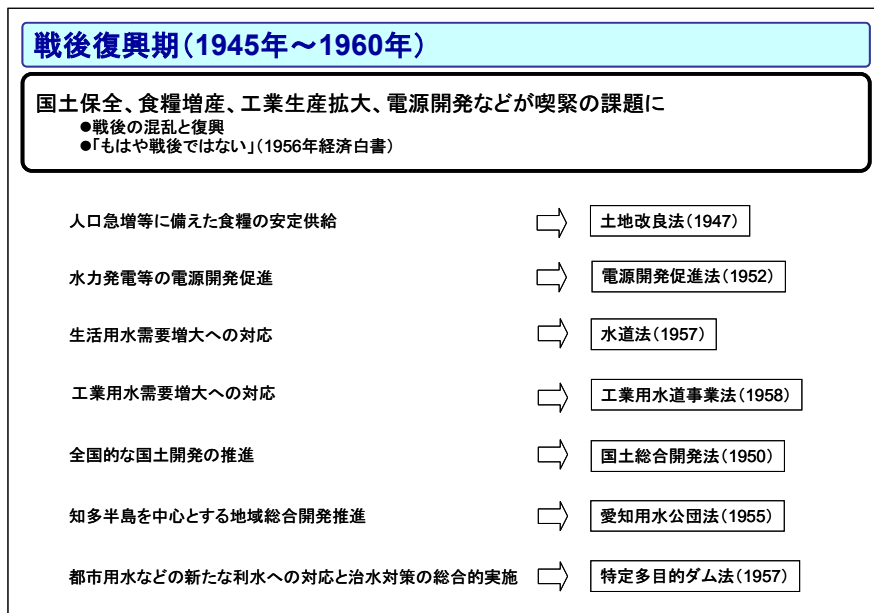 戦後復興期（1945年～1960年）
国土保全、食糧増産、工業生産拡大、電源開発などが喫緊の課題に
●戦後の混乱と復興
●「もはや戦後ではない」（1956年経済白書）
人口急増等に備えた食糧の安定供給
土地改良法（1947）
水力発電等の電源開発促進
電源開発促進法（1952）
生活用水需要増大への対応
水道法（1957）
工業用水需要増大への対応
工業用水道事業法（1958）
全国的な国土開発の推進
国土総合開発法（1950）
知多半島を中心とする地域総合開発推進
愛知用水公団法（1955）
都市用水などの新たな利水への対応と治水対策の総合的実施
特定多目的ダム法（1957）